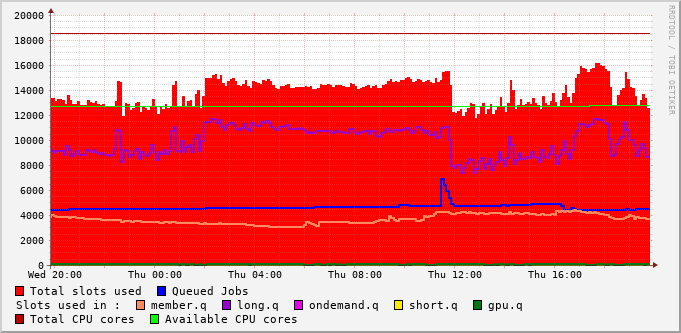 20000
18000
16000
14000
12000
10000
8000
6000
4000
2000
0
Wed 20:00 Thu 00:00 Thu 04:00 Thu 08:00 Thu 12:00 Thu 16:00
RRDTOOL / TOBI OETIKER
Total slots used Queued Jobs
Slots used in : member.q long.q ondemand.q short.q gpu.q
Total CPU cores Available CPU cores